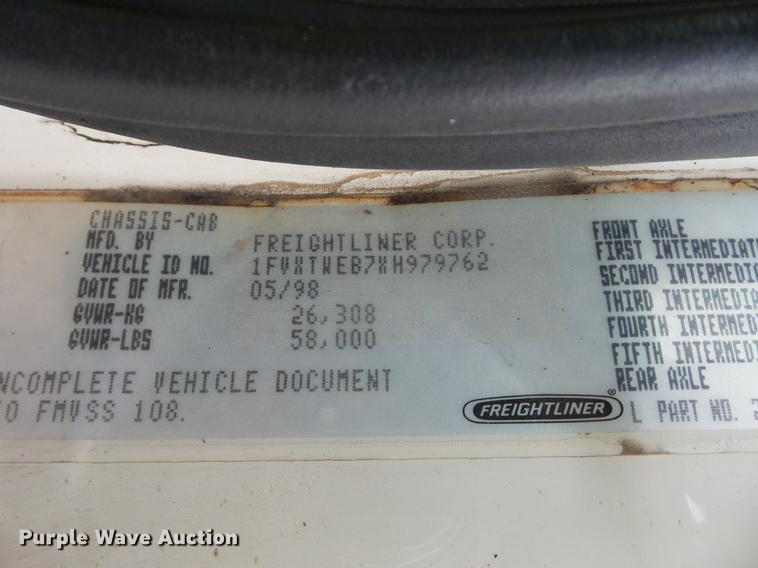 CHASSIS-CAB
MFD. BY FREIGHTLINER CORP.
VEHICLE ID NO. 1FVXTWEB7XH979762
DATE OF MFR. 05/98
GVWR-KG 26,308
GVWR-LBS 58,000
NCOMPLETE VEHICLE DOCUMENT
TO FMVSS 108.
FREIGHTLINER®
FRONT AXLE
FIRST INTERMEDIAT
SECOND INTERMEDIA
THIRD INTERMEDIA
FOURTH INTERMED
FIFTH INTERMEDI
REAR AXLE
L PART NO.
Purple Wave Auction